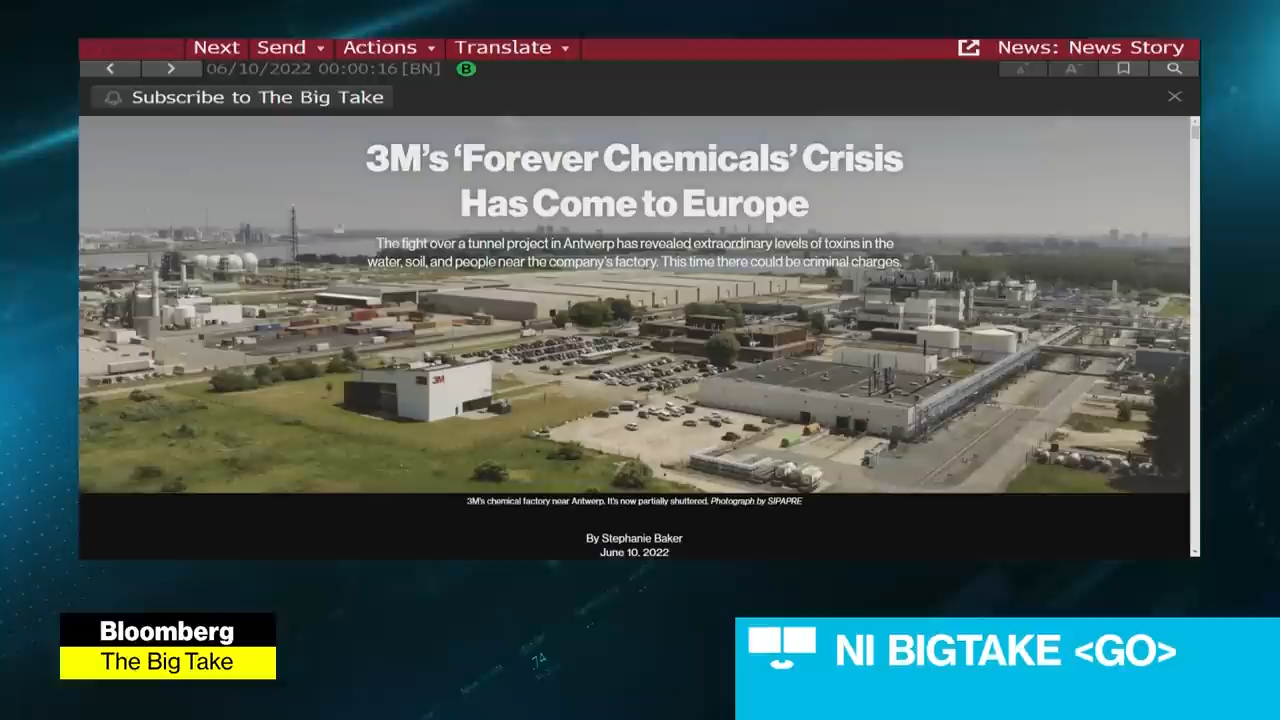 Next Send Actions Translate News: News Story
06/10/2022 00:00:16 [BN] B
Subscribe to The Big Take
3M's 'Forever Chemicals' Crisis
Has Come to Europe
The fight over a tunnel project in Antwerp has revealed extraordinary levels of toxins in the
water, soil, and people near the company's factory. This time there could be criminal charges.
3M
3M's chemical factory near Antwerp. It's now partially shuttered. Photograph by SIPAPRE
By Stephanie Baker
June 10, 2022
Bloomberg
The Big Take
NI BIGTAKE <GO>